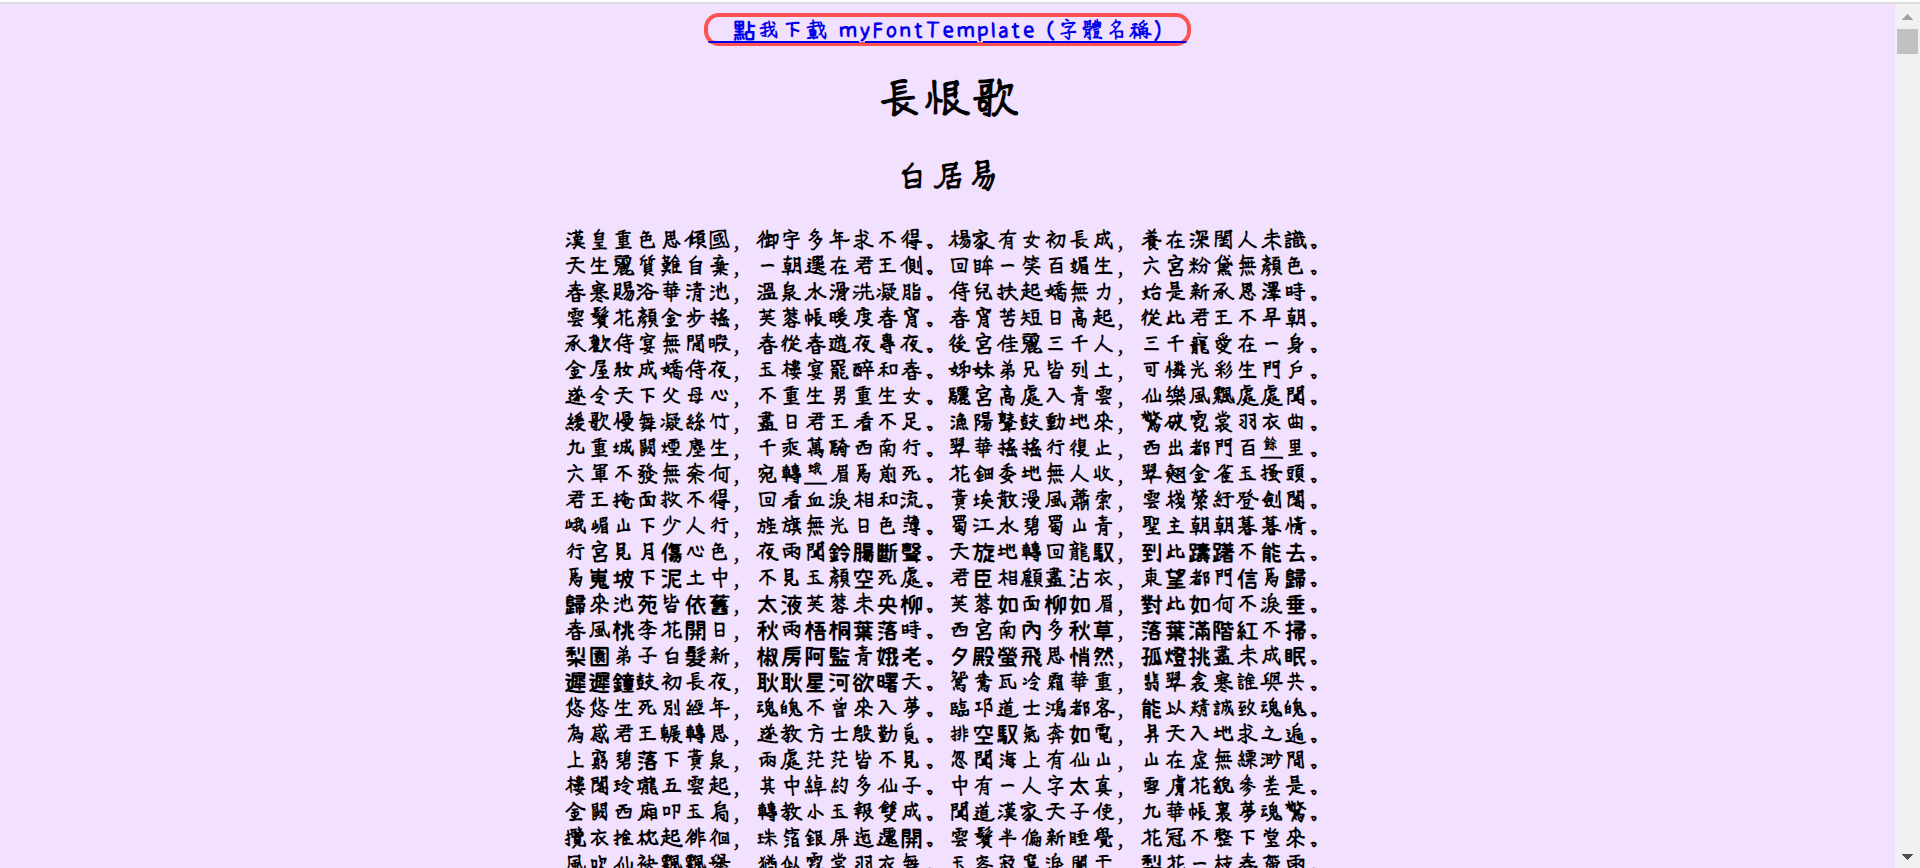 點我下載 myFontTemplate (字體名稱)
長恨歌
白居易
漢皇重色思傾國, 御宇多年求不得。楊家有女初長成, 養在深閨人未識。
天生麗質難自棄, 一朝選在君王側。回眸一笑百媚生, 六宮粉黛無顏色。
春寒賜浴華清池, 溫泉水滑洗凝脂。侍兒扶起嬌無力, 始是新承恩澤時。
雲鬢花顏金步搖, 芙蓉帳暖度春宵。春宵苦短日高起, 從此君王不早朝。
承歡侍宴無閒暇, 春從春遊夜專夜。後宮佳麗三千人, 三千寵愛在一身。
金屋妝成嬌侍夜, 玉樓宴罷醉和春。姊妹弟兄皆列土, 可憐光彩生門戶。
遂令天下父母心, 不重生男重生女。驪宮高處入青雲, 仙樂風飄處處聞。
緩歌慢舞凝絲竹, 盡日君王看不足。漁陽鼙鼓動地來, 驚破霓裳羽衣曲。
九重城闕煙塵生, 千乘萬騎西南行。翠華搖搖行復止, 西出都門百餘里。
六軍不發無奈何, 宛轉蛾眉馬前死。花鈿委地無人收, 翠翹金雀玉搔頭。
君王掩面救不得, 回看血淚相和流。黃埃散漫風蕭索, 雲棧縈紆登劍閣。
峨嵋山下少人行, 旌旗無光日色薄。蜀江水碧蜀山青, 聖主朝朝暮暮情。
行宮見月傷心色, 夜雨聞鈴腸斷聲。天旋地轉回龍馭, 到此躊躇不能去。
馬嵬坡下泥土中, 不見玉顏空死處。君臣相顧盡沾衣, 東望都門信馬歸。
歸來池苑皆依舊, 太液芙蓉未央柳。芙蓉如面柳如眉, 對此如何不淚垂。
春風桃李花開日, 秋雨梧桐葉落時。西宮南內多秋草, 落葉滿階紅不掃。
梨園弟子白髮新, 椒房阿監青娥老。夕殿螢飛思悄然, 孤燈挑盡未成眠。
遲遲鐘鼓初長夜, 耿耿星河欲曙天。鴛鴦瓦冷霜華重, 翡翠衾寒誰與共。
悠悠生死別經年, 魂魄不曾來入夢。臨邛道士鴻都客, 能以精誠致魂魄。
為感君王輾轉思, 遂教方士殷勤覓。排空馭氣奔如電, 昇天入地求之遍。
上窮碧落下黃泉, 兩處茫茫皆不見。忽聞海上有仙山, 山在虛無縹渺間。
樓閣玲瓏五雲起, 其中綽約多仙子。中有一人字太真, 雪膚花貌參差是。
金闕西廂叩玉扃, 轉教小玉報雙成。聞道漢家天子使, 九華帳裏夢魂驚。
攬衣推枕起徘徊, 珠箔銀屏迤邐開。雲鬢半偏新睡覺, 花冠不整下堂來。
風吹仙袂飄飄舉, 猶似霓裳羽衣舞。玉容寂寞淚闌干, 梨花一枝春帶雨。